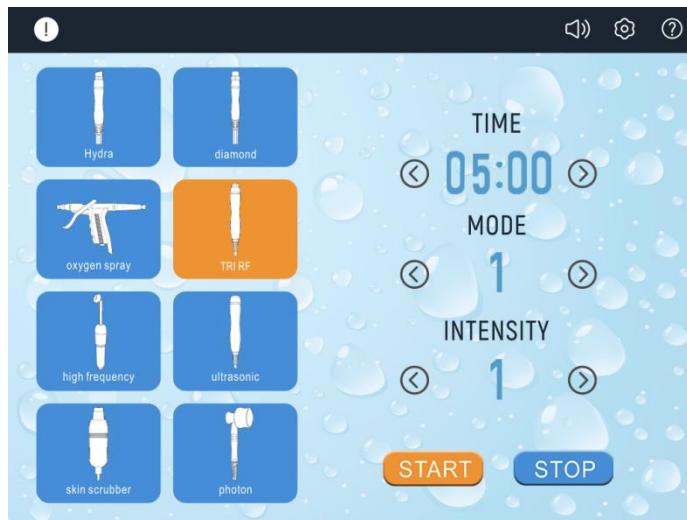 Hydra
diamond
oxygen spray
TRI RF
high frequency
ultrasonic
skin scrubber
photon
TIME
05:00
MODE
1
INTENSITY
1
START
STOP